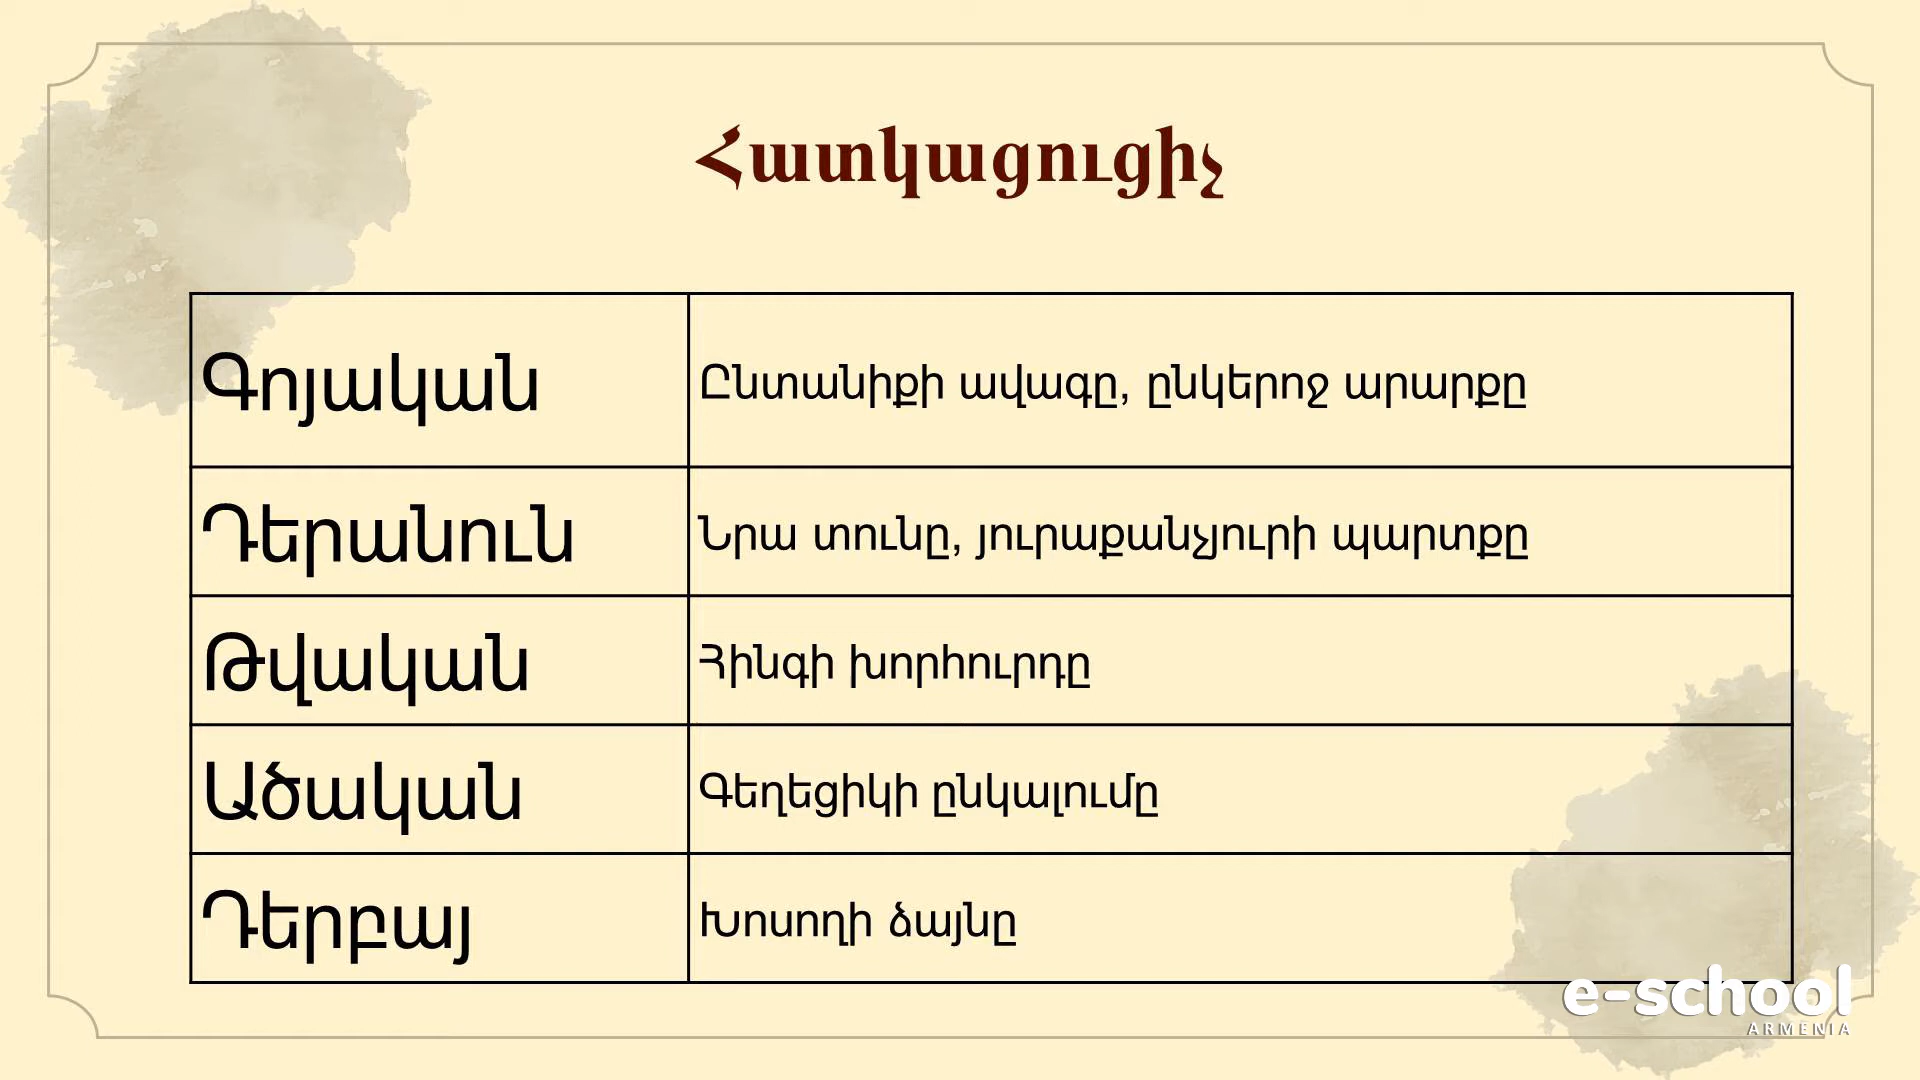 Հատկացուցիչ
Գոյական
Ընտանիքի ավագը, ընկերոջ արարքը
Դերանուն
Նրա տունը, յուրաքանչյուրի պարտքը
Թվական
Հինգի խորհուրդը
Ածական
Գեղեցիկի ընկալումը
Դերբայ
Խոսողի ձայնը
e-school
ARMENIA